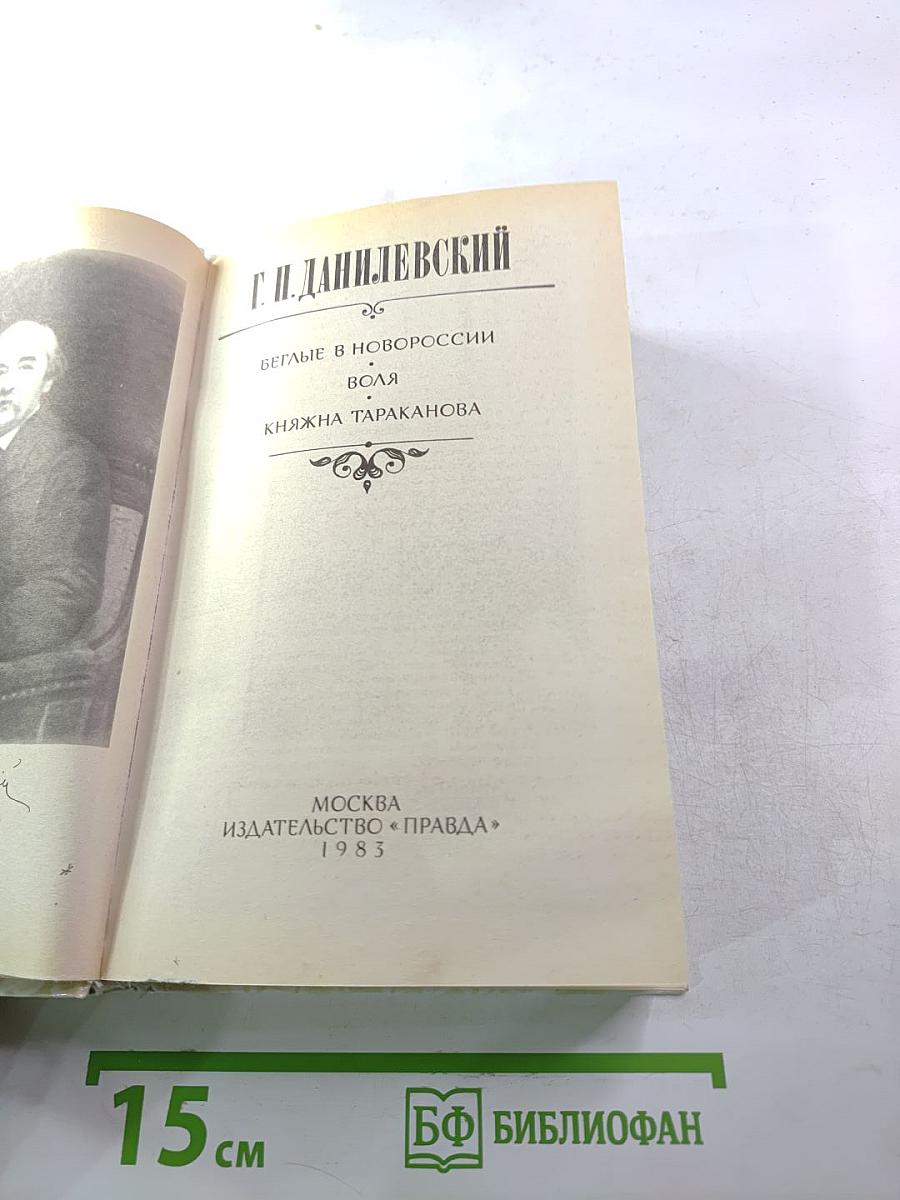 Г. П. ДАНИЛЕВСКИЙ
БЕГЛЫЕ В НОВОРОССИИ
•
ВОЛЯ
•
КНЯЖНА ТАРАКАНОВА
МОСКВА
ИЗДАТЕЛЬСТВО «ПРАВДА»
1983
15 см
БФ БИБЛИОФАН